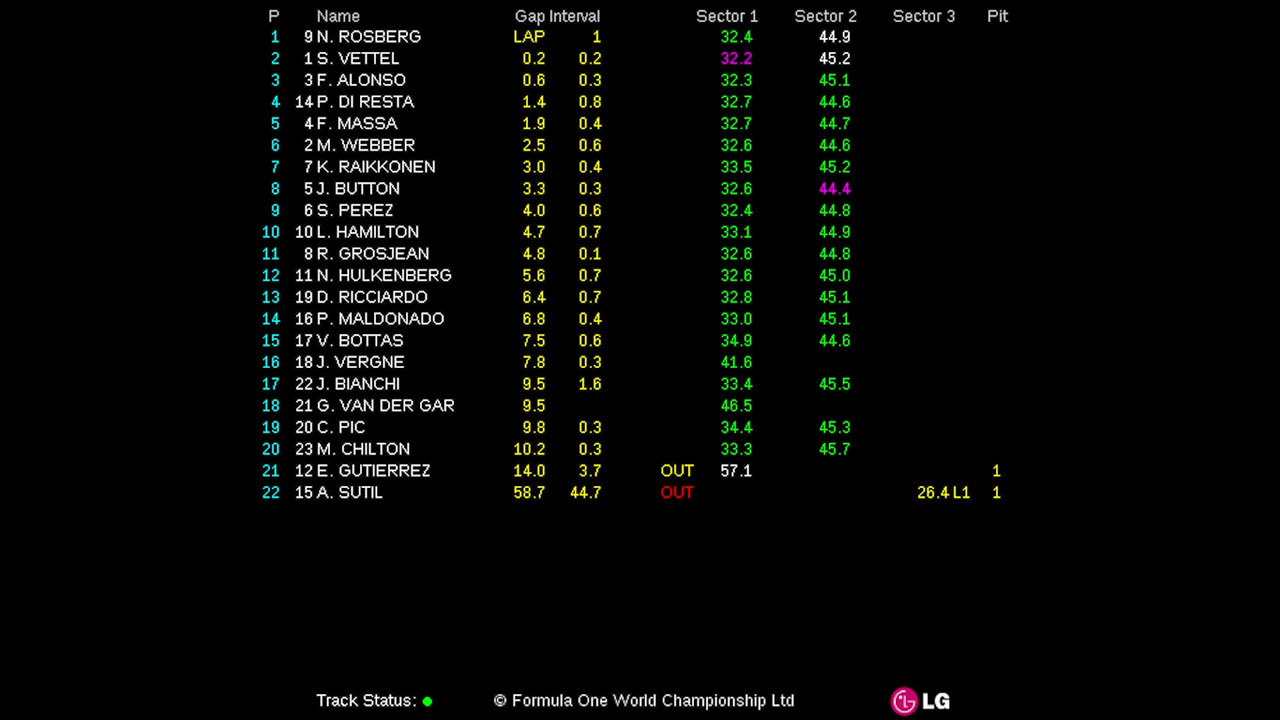 P Name Gap Interval Sector 1 Sector 2 Sector 3 Pit
1 9 N. ROSBERG LAP 1 32.4 44.9
2 1 S. VETTEL 0.2 0.2 32.2 45.2
3 3 F. ALONSO 0.6 0.3 32.3 45.1
4 14 P. DI RESTA 1.4 0.8 32.7 44.6
5 4 F. MASSA 1.9 0.4 32.7 44.7
6 2 M. WEBBER 2.5 0.6 32.6 44.6
7 7 K. RAIKKONEN 3.0 0.4 33.5 45.2
8 5 J. BUTTON 3.3 0.3 32.6 44.4
9 6 S. PEREZ 4.0 0.6 32.4 44.8
10 10 L. HAMILTON 4.7 0.7 33.1 44.9
11 8 R. GROSJEAN 4.8 0.1 32.6 44.8
12 11 N. HULKENBERG 5.6 0.7 32.6 45.0
13 19 D. RICCIARDO 6.4 0.7 32.8 45.1
14 16 P. MALDONADO 6.8 0.4 33.0 45.1
15 17 V. BOTTAS 7.5 0.6 34.9 44.6
16 18 J. VERGNE 7.8 0.3 41.6
17 22 J. BIANCHI 9.5 1.6 33.4 45.5
18 21 G. VAN DER GAR 9.5 46.5
19 20 C. PIC 9.8 0.3 34.4 45.3
20 23 M. CHILTON 10.2 0.3 33.3 45.7
21 12 E. GUTIERREZ 14.0 3.7 OUT 57.1 1
22 15 A. SUTIL 58.7 44.7 OUT 26.4 L1 1
Track Status: © Formula One World Championship Ltd LG